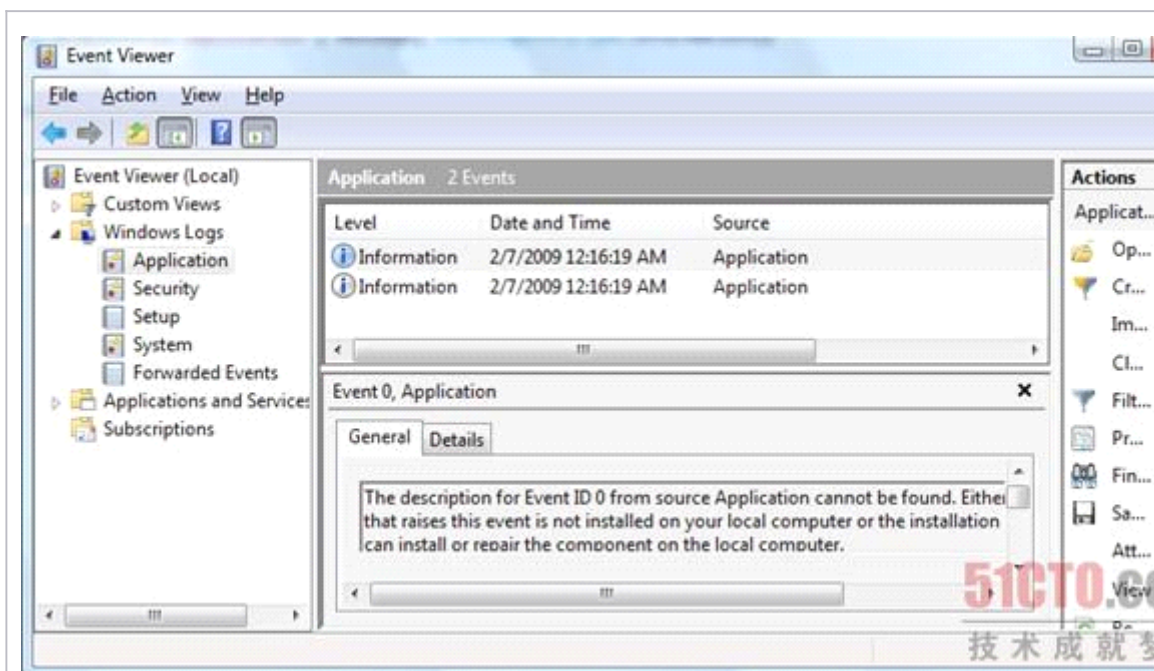 Event Viewer
File Action View Help
Event Viewer (Local)
Custom Views
Windows Logs
Application
Security
Setup
System
Forwarded Events
Applications and Services
Subscriptions
Application 2 Events
Level Date and Time Source
Information 2/7/2009 12:16:19 AM Application
Information 2/7/2009 12:16:19 AM Application
Event 0, Application
General Details
The description for Event ID 0 from source Application cannot be found. Either
that raises this event is not installed on your local computer or the installation
can install or repair the component on the local computer.
Actions
Applicat...
Op...
Cr...
Im...
Cl...
Filt...
Pr...
Fin...
Sa...
Att...
View
51CTO.co
技术成就梦